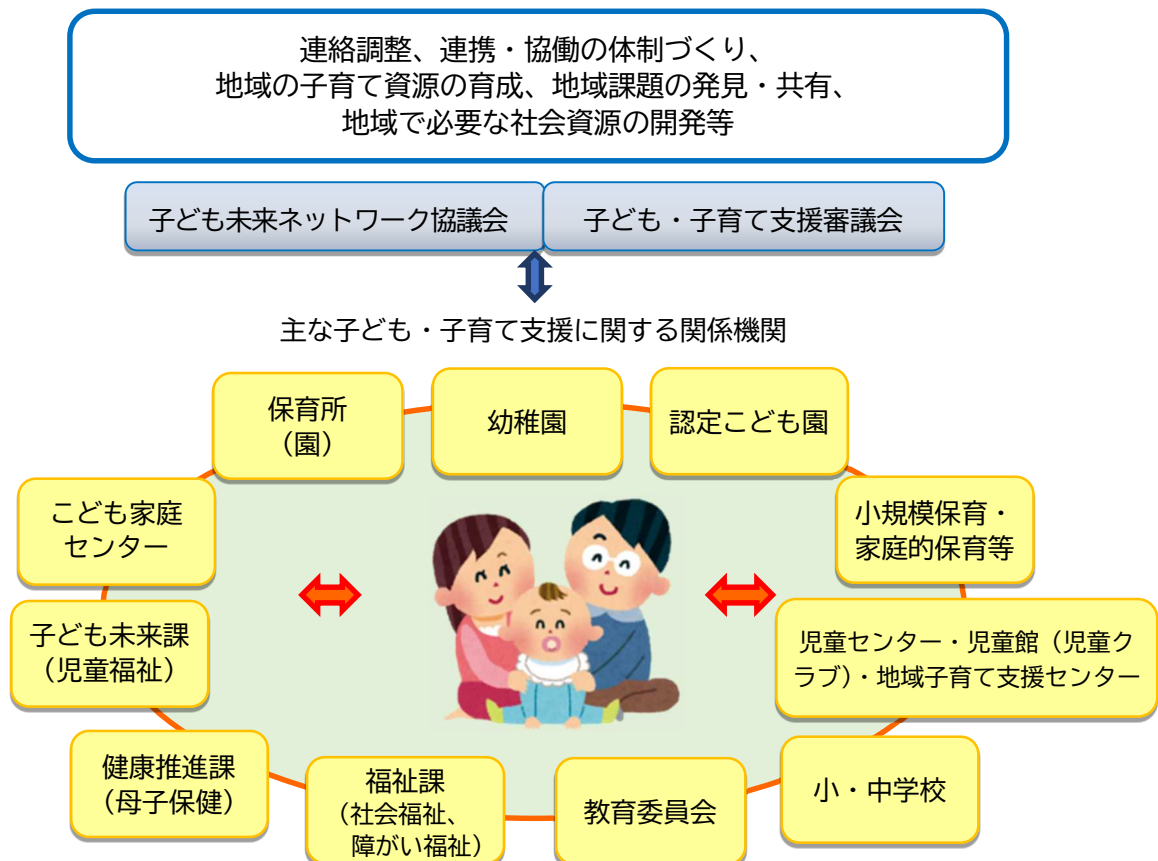 連絡調整、連携・協働の体制づくり、
地域の子育て資源の育成、地域課題の発見・共有、
地域で必要な社会資源の開発等
子ども未来ネットワーク協議会
子ども・子育て支援審議会
主な子ども・子育て支援に関する関係機関
保育所
（園）
幼稚園
認定こども園
こども家庭
センター
小規模保育・
家庭的保育等
子ども未来課
（児童福祉）
児童センター・児童館（児童ク
ラブ）・地域子育て支援センター
健康推進課
（母子保健）
福祉課
（社会福祉、
障がい福祉）
教育委員会
小・中学校